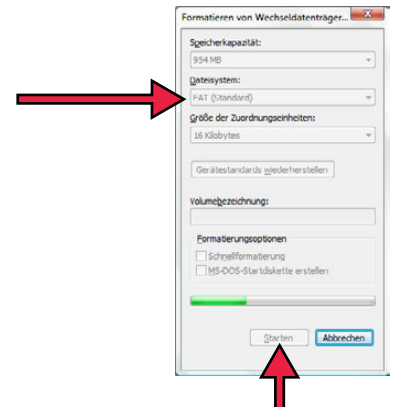 Formatieren von Wechseldatenträger...
Speicherkapazität:
954 MB
Dateisystem:
FAT (Standard)
Größe der Zuordnungseinheiten:
16 Kilobytes
Gerätestandards wiederherstellen
Volumebezeichnung:
Formatierungsoptionen
Schnellformatierung
MS-DOS-Startdiskette erstellen
Starten
Abbrechen